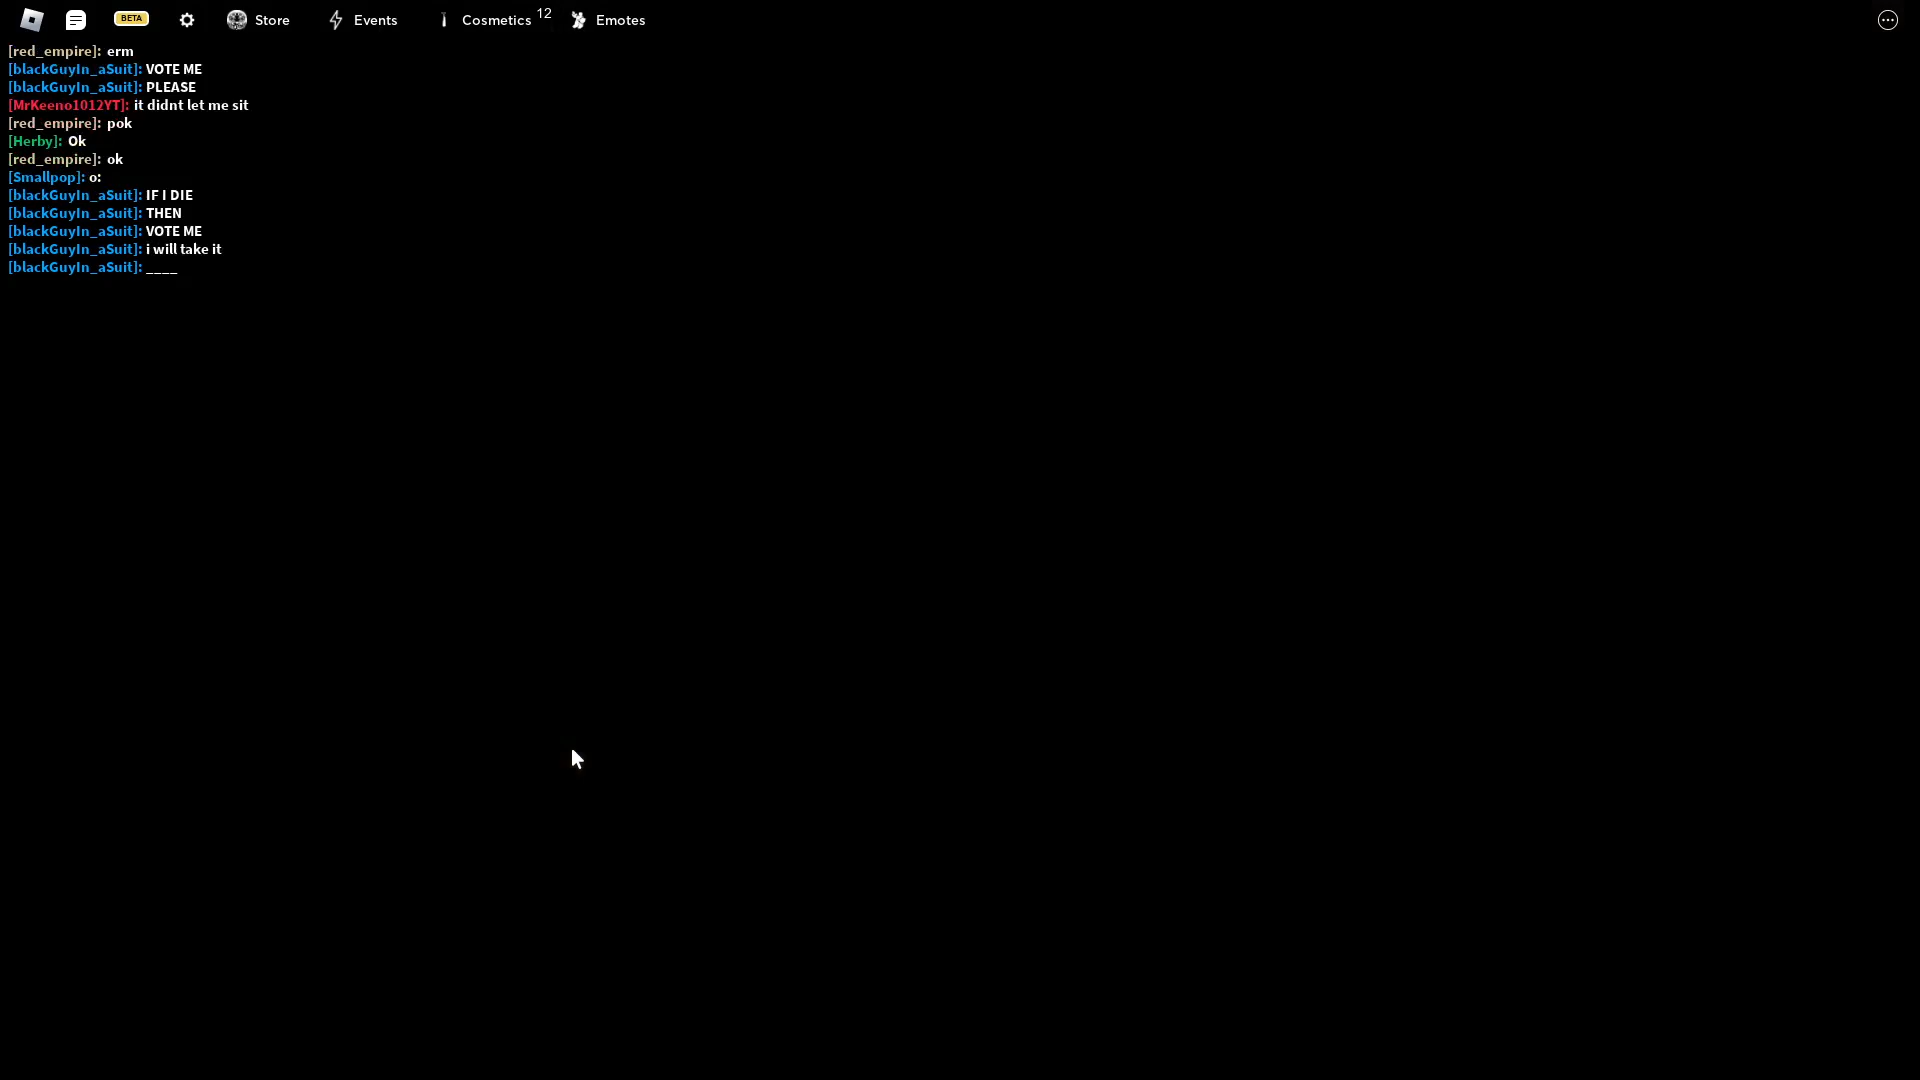 BETA
Store
Events
Cosmetics 12
Emotes
[red_empire]: erm
[blackGuyIn_aSuit]: VOTE ME
[blackGuyIn_aSuit]: PLEASE
[MrKeeno1012YT]: it didnt let me sit
[red_empire]: pok
[Herby]: Ok
[red_empire]: ok
[Smallpop]: o:
[blackGuyIn_aSuit]: IF I DIE
[blackGuyIn_aSuit]: THEN
[blackGuyIn_aSuit]: VOTE ME
[blackGuyIn_aSuit]: i will take it
[blackGuyIn_aSuit]: ____